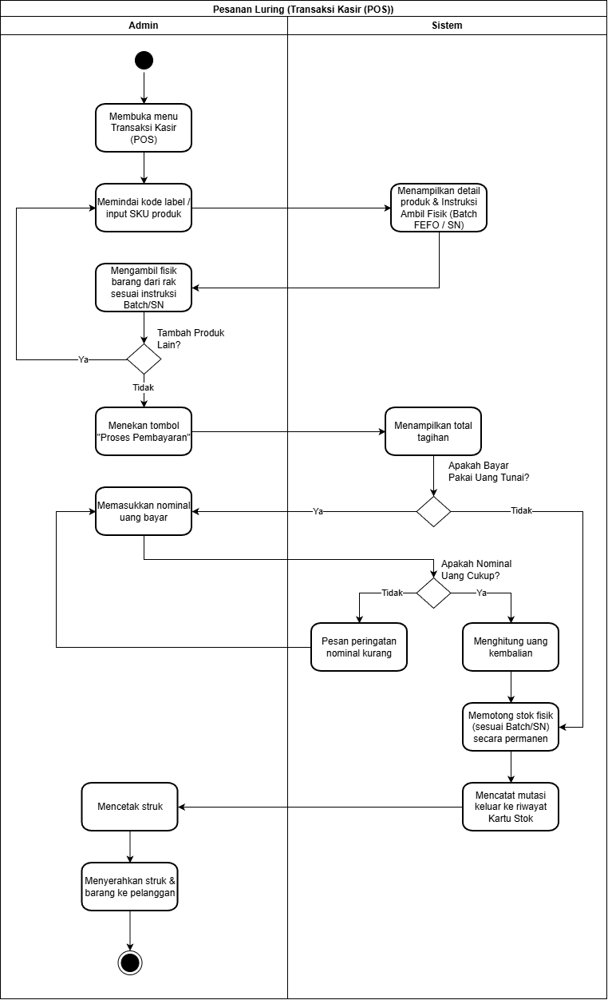 Pesanan Luring (Transaksi Kasir (POS))
Admin
Sistem
Membuka menu
Transaksi Kasir
(POS)
Memindai kode label /
input SKU produk
Menampilkan detail
produk & Instruksi
Ambil Fisik (Batch
FEFO / SN)
Mengambil fisik
barang dari rak
sesuai instruksi
Batch/SN
Tambah Produk
Lain?
Ya
Tidak
Menekan tombol
"Proses Pembayaran"
Menampilkan total
tagihan
Apakah Bayar
Pakai Uang Tunai?
Memasukkan nominal
uang bayar
Ya
Tidak
Apakah Nominal
Uang Cukup?
Tidak
Ya
Pesan peringatan
nominal kurang
Menghitung uang
kembalian
Memotong stok fisik
(sesuai Batch/SN)
secara permanen
Mencetak struk
Mencatat mutasi
keluar ke riwayat
Kartu Stok
Menyerahkan struk &
barang ke pelanggan